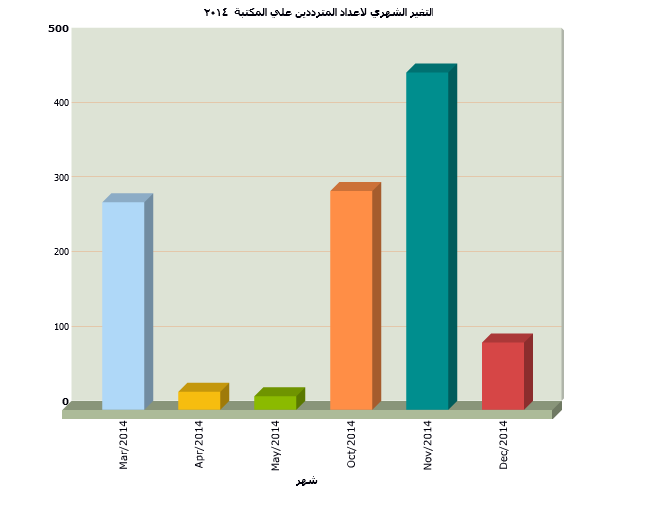 التغير الشهري لاعداد المترددين علي المكتبة ٢٠١٤
500
400
300
200
100
0
Mar/2014
Apr/2014
May/2014
Oct/2014
Nov/2014
Dec/2014
شهر